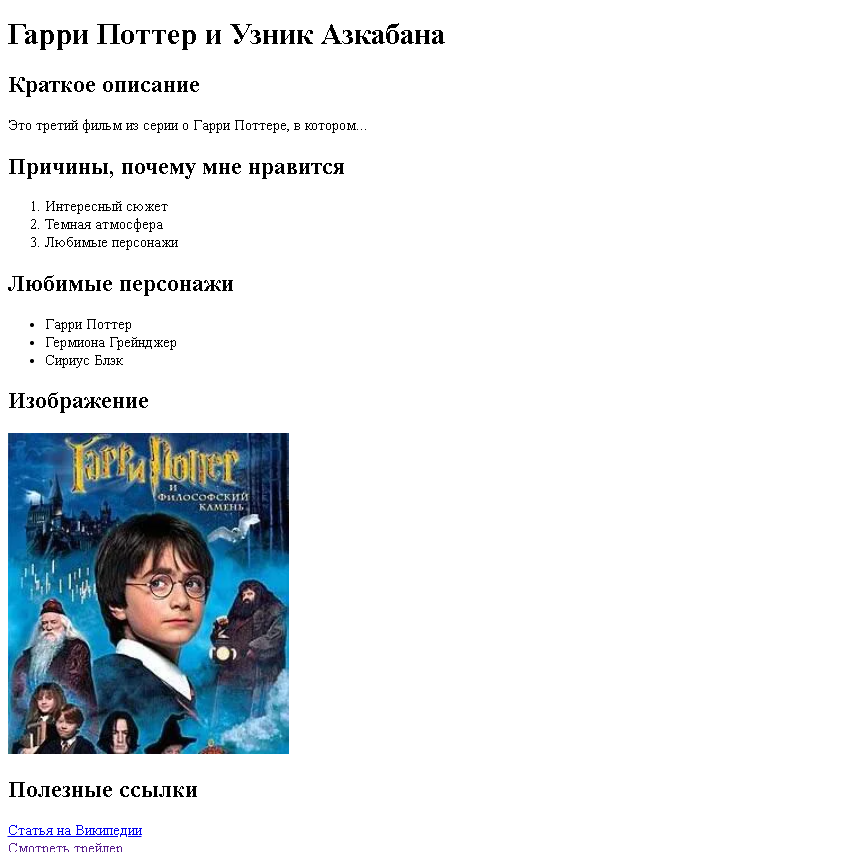 Гарри Поттер и Узник Азкабана
Краткое описание
Это третий фильм из серии о Гарри Поттере, в котором...
Причины, почему мне нравится
1. Интересный сюжет
2. Темная атмосфера
3. Любимые персонажи
Любимые персонажи
• Гарри Поттер
• Гермиона Грейнджер
• Сириус Блэк
Изображение
Гарри Поттер
И
ФИЛОСОФСКИЙ
КАМЕНЬ
Полезные ссылки
Статья на Википедии
Смотреть трейлер